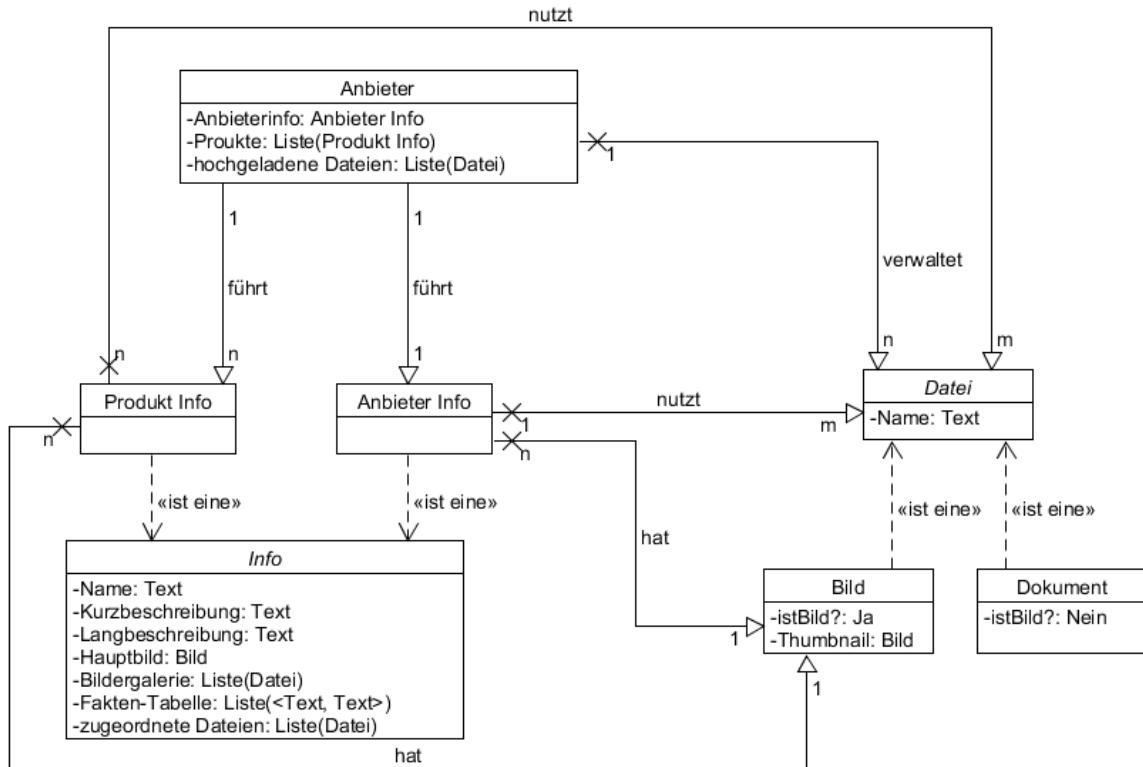 nutzt
Anbieter
-Anbieterinfo: Anbieter Info
-Proukte: Liste(Produkt Info)
-hochgeladene Dateien: Liste(Datei)
1
1
1
führt
führt
verwaltet
n
n
1
n
m
Produkt Info
Anbieter Info
nutzt
Datei
-Name: Text
n
1
m
n
«ist eine»
«ist eine»
«ist eine»
«ist eine»
hat
Info
-Name: Text
-Kurzbeschreibung: Text
-Langbeschreibung: Text
-Hauptbild: Bild
-Bildergalerie: Liste(Datei)
-Fakten-Tabelle: Liste(<Text, Text>)
-zugeordnete Dateien: Liste(Datei)
Bild
-istBild?: Ja
-Thumbnail: Bild
Dokument
-istBild?: Nein
1
1
hat